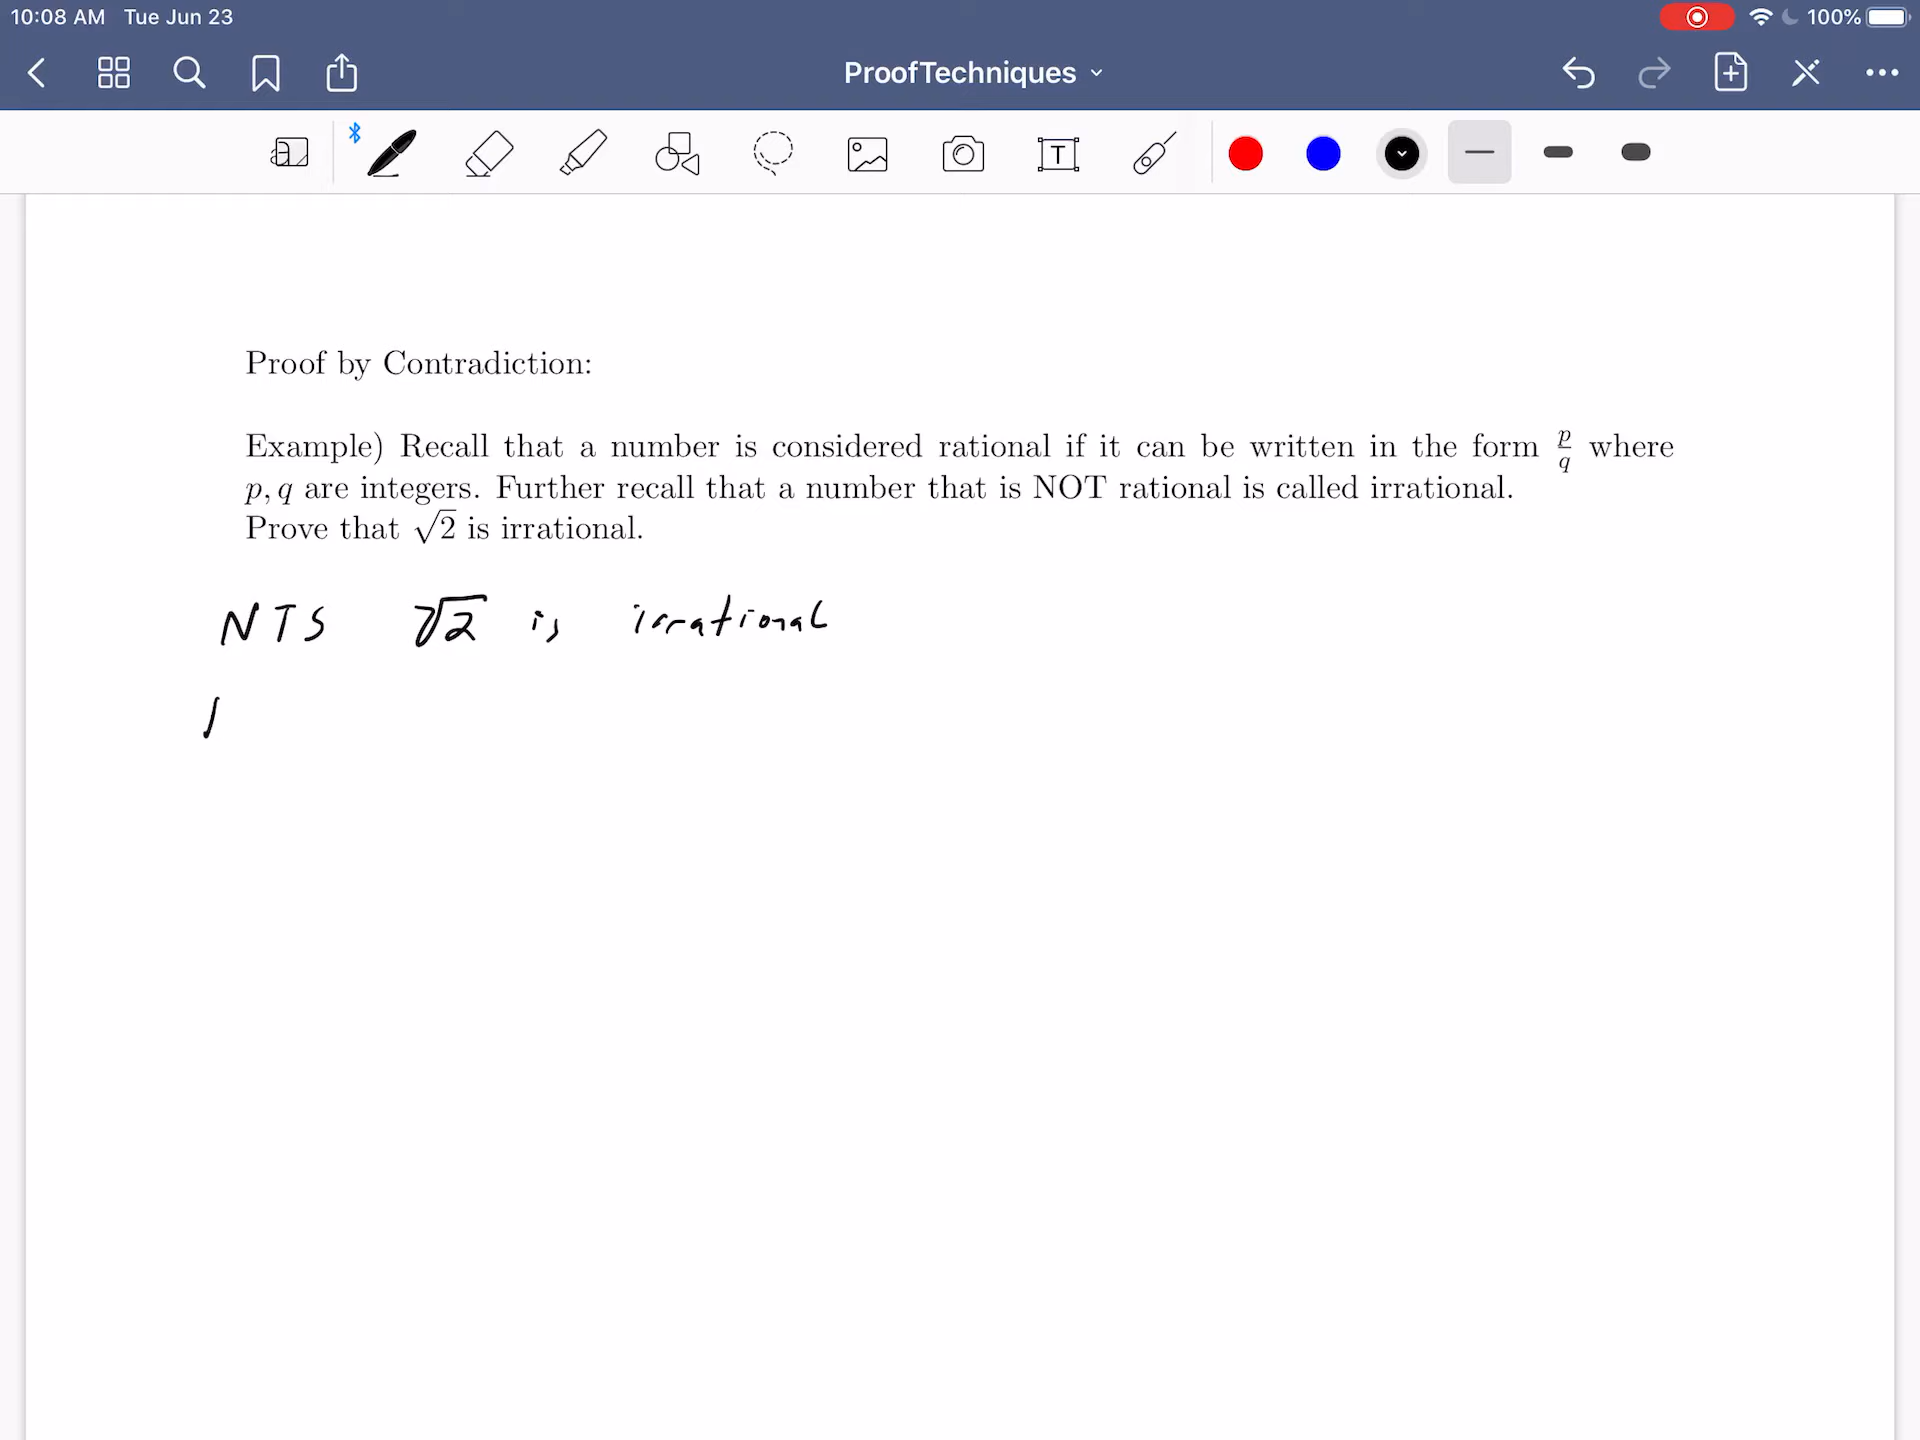 10:08 AM Tue Jun 23 100%
ProofTechniques
Proof by Contradiction:
Example) Recall that a number is considered rational if it can be written in the form p/q where
p, q are integers. Further recall that a number that is NOT rational is called irrational.
Prove that √2 is irrational.
NTS √2 is irrational